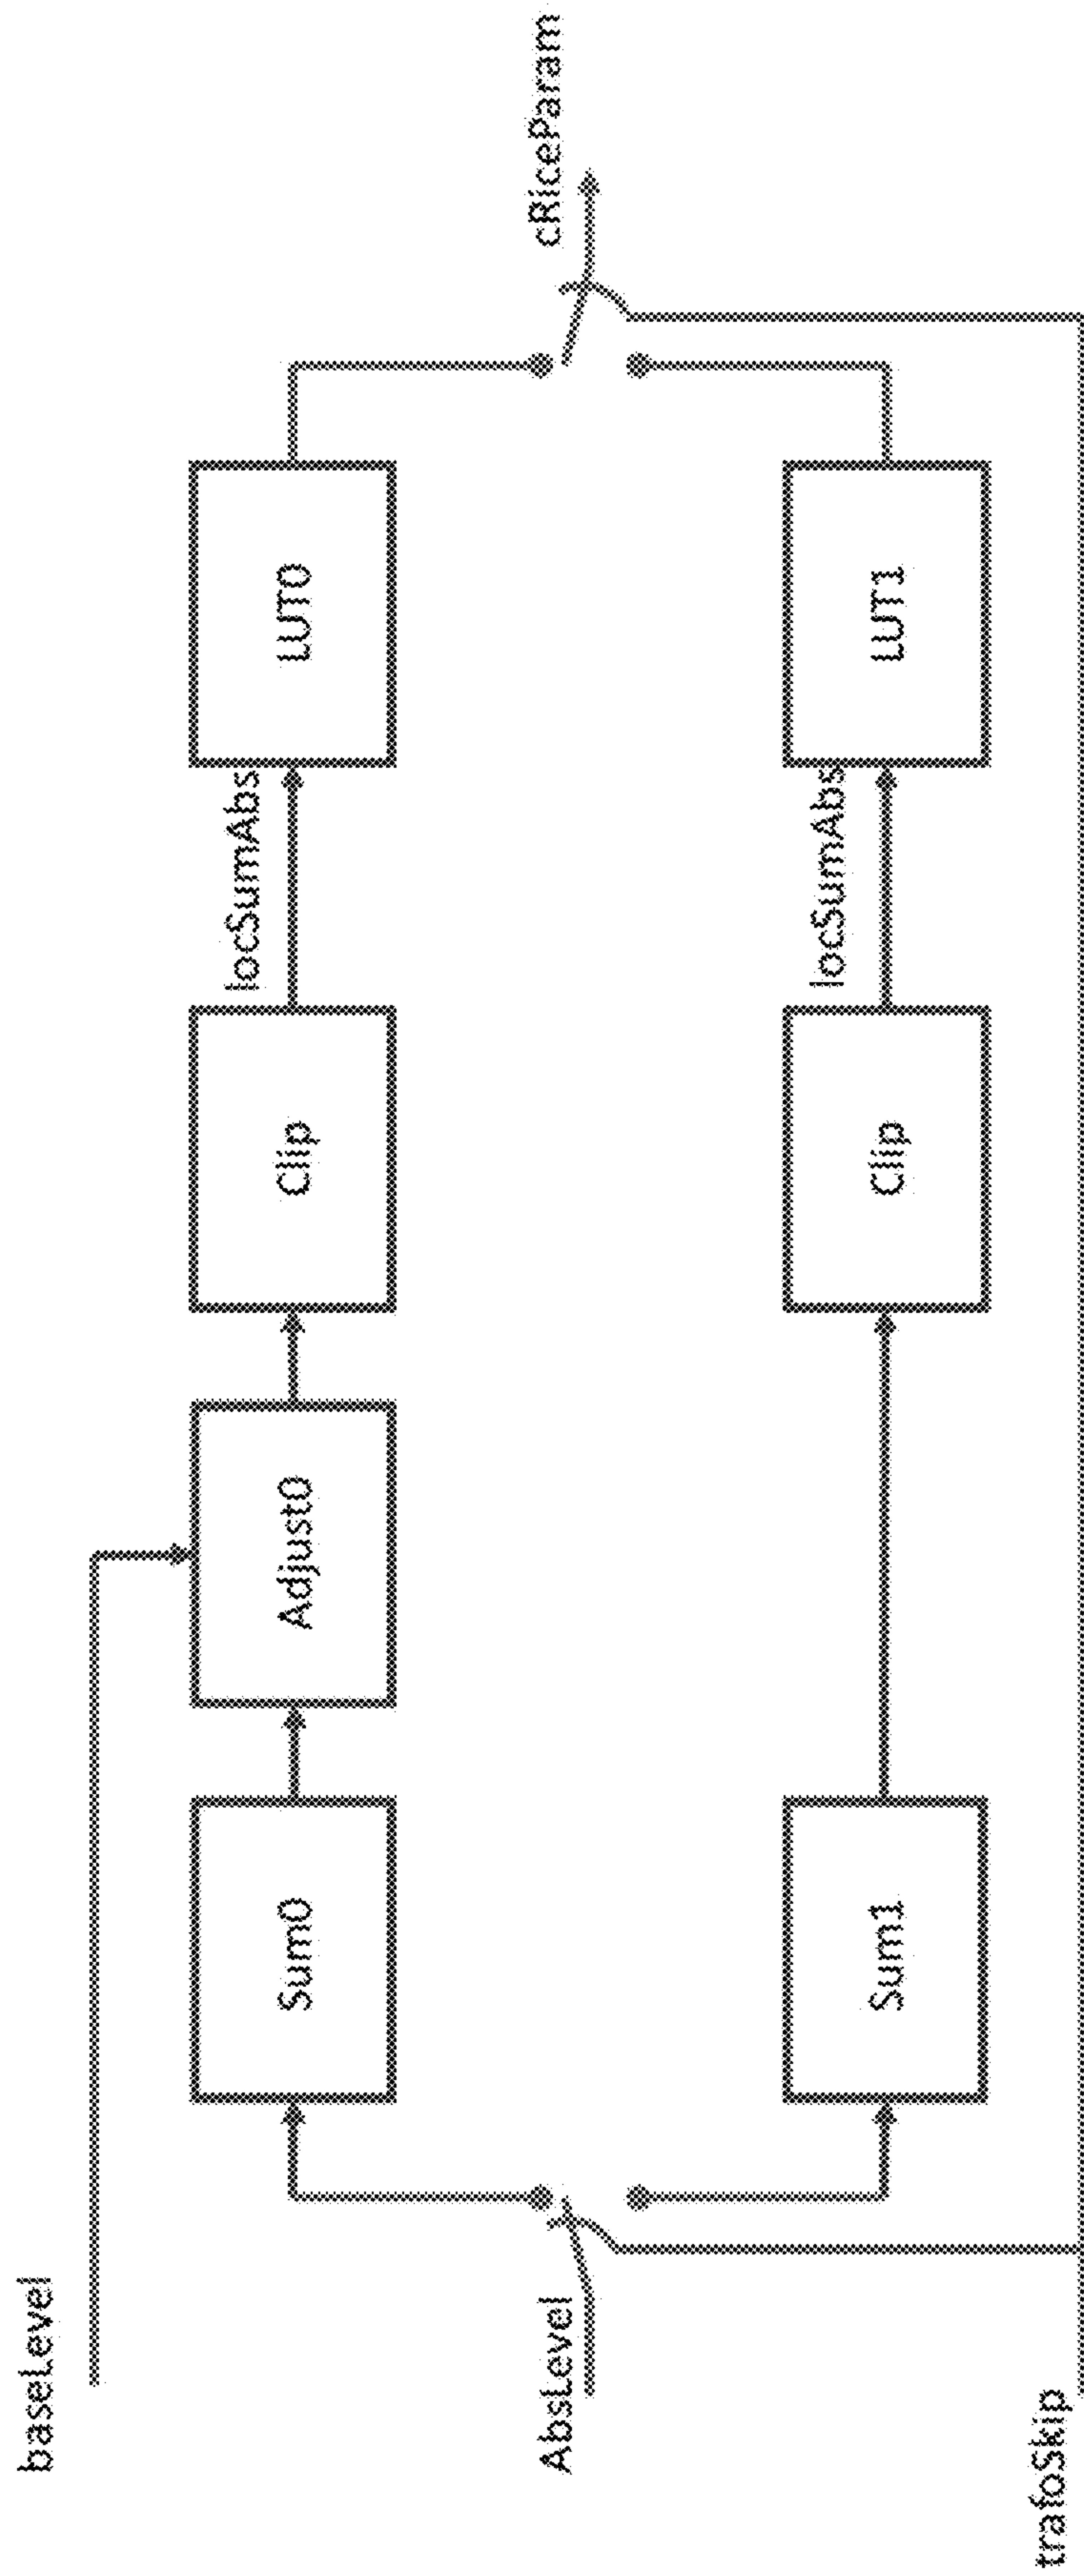 baseLevel
Sum0
Adjust0
Clip
locSumAbs
LUT0
AbsLevel
cRiceParam
Sum1
Clip
locSumAbs
LUT1
trafoSkip